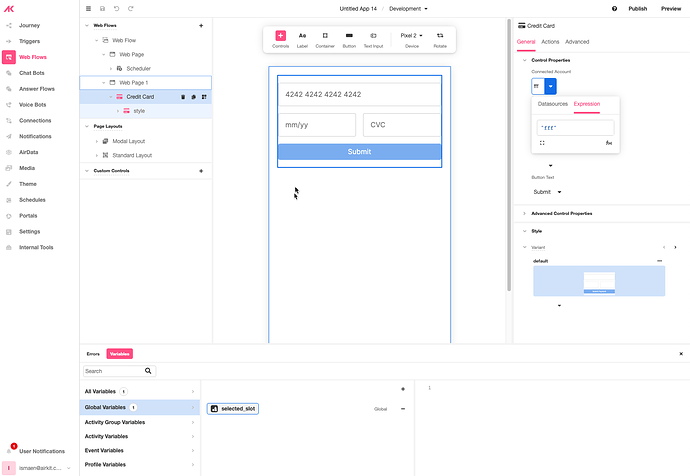 Untitled App 14 / Development
? Publish Preview
Journey
Triggers
Web Flows
Chat Bots
Answer Flows
Voice Bots
Connections
Notifications
AirData
Media
Theme
Schedules
Portals
Settings
Internal Tools
User Notifications
I ismaen@airkit.c...
Web Flows
Web Flow
Web Page
Scheduler
Web Page 1
Credit Card
style
Page Layouts
Modal Layout
Standard Layout
Custom Controls
Controls
Aa
Label
Container
Button
Text Input
Pixel 2
Device
Rotate
4242 4242 4242 4242
mm/yy CVC
Submit
Credit Card
General Actions Advanced
Control Properties
Connected Account
Datasources Expression
"fff"
Button Text
Submit
Advanced Control Properties
Style
Variant
default
Errors Variables
Search
All Variables 1
Global Variables 1
Activity Group Variables
Activity Variables
Event Variables
Profile Variables
selected_slot Global
1